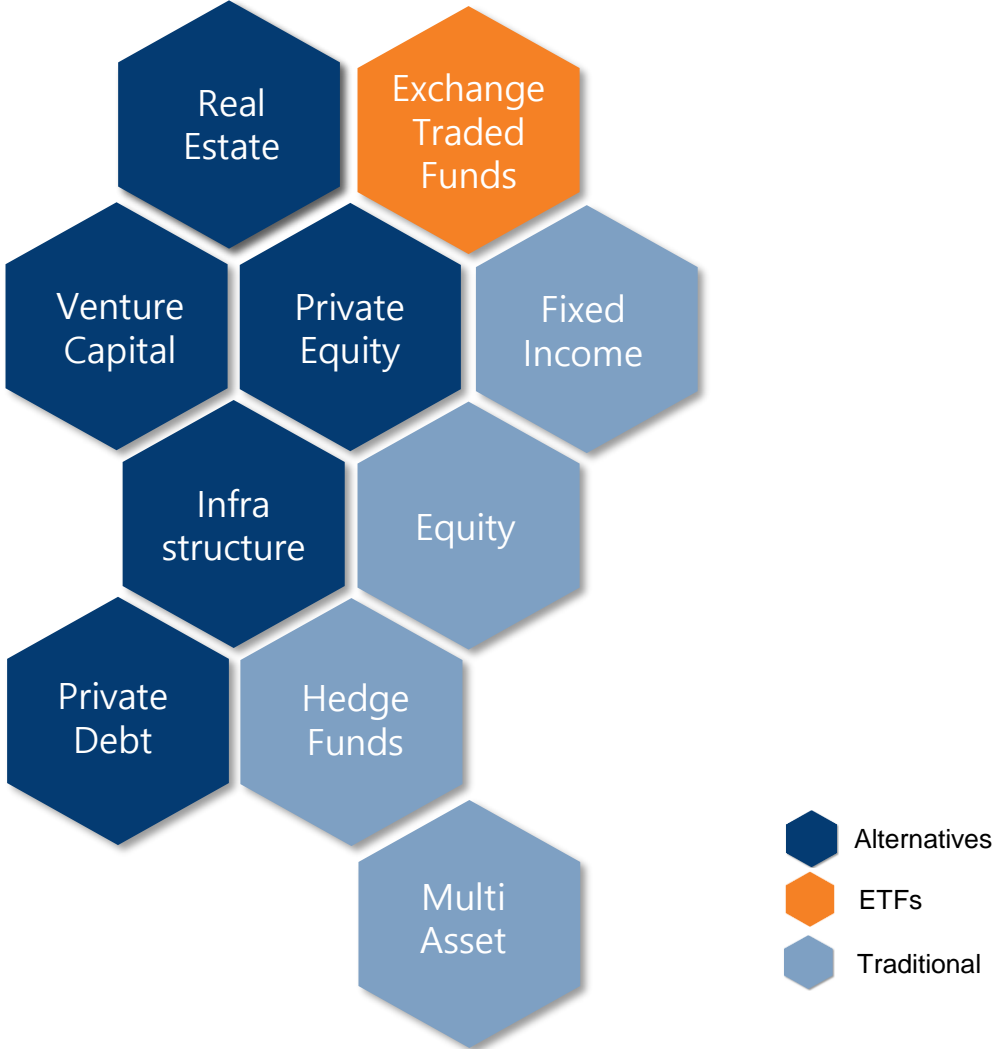 Real
Estate
Exchange
Traded
Funds
Venture
Capital
Private
Equity
Fixed
Income
Infra
structure
Equity
Private
Debt
Hedge
Funds
Multi
Asset
Alternatives
ETFs
Traditional